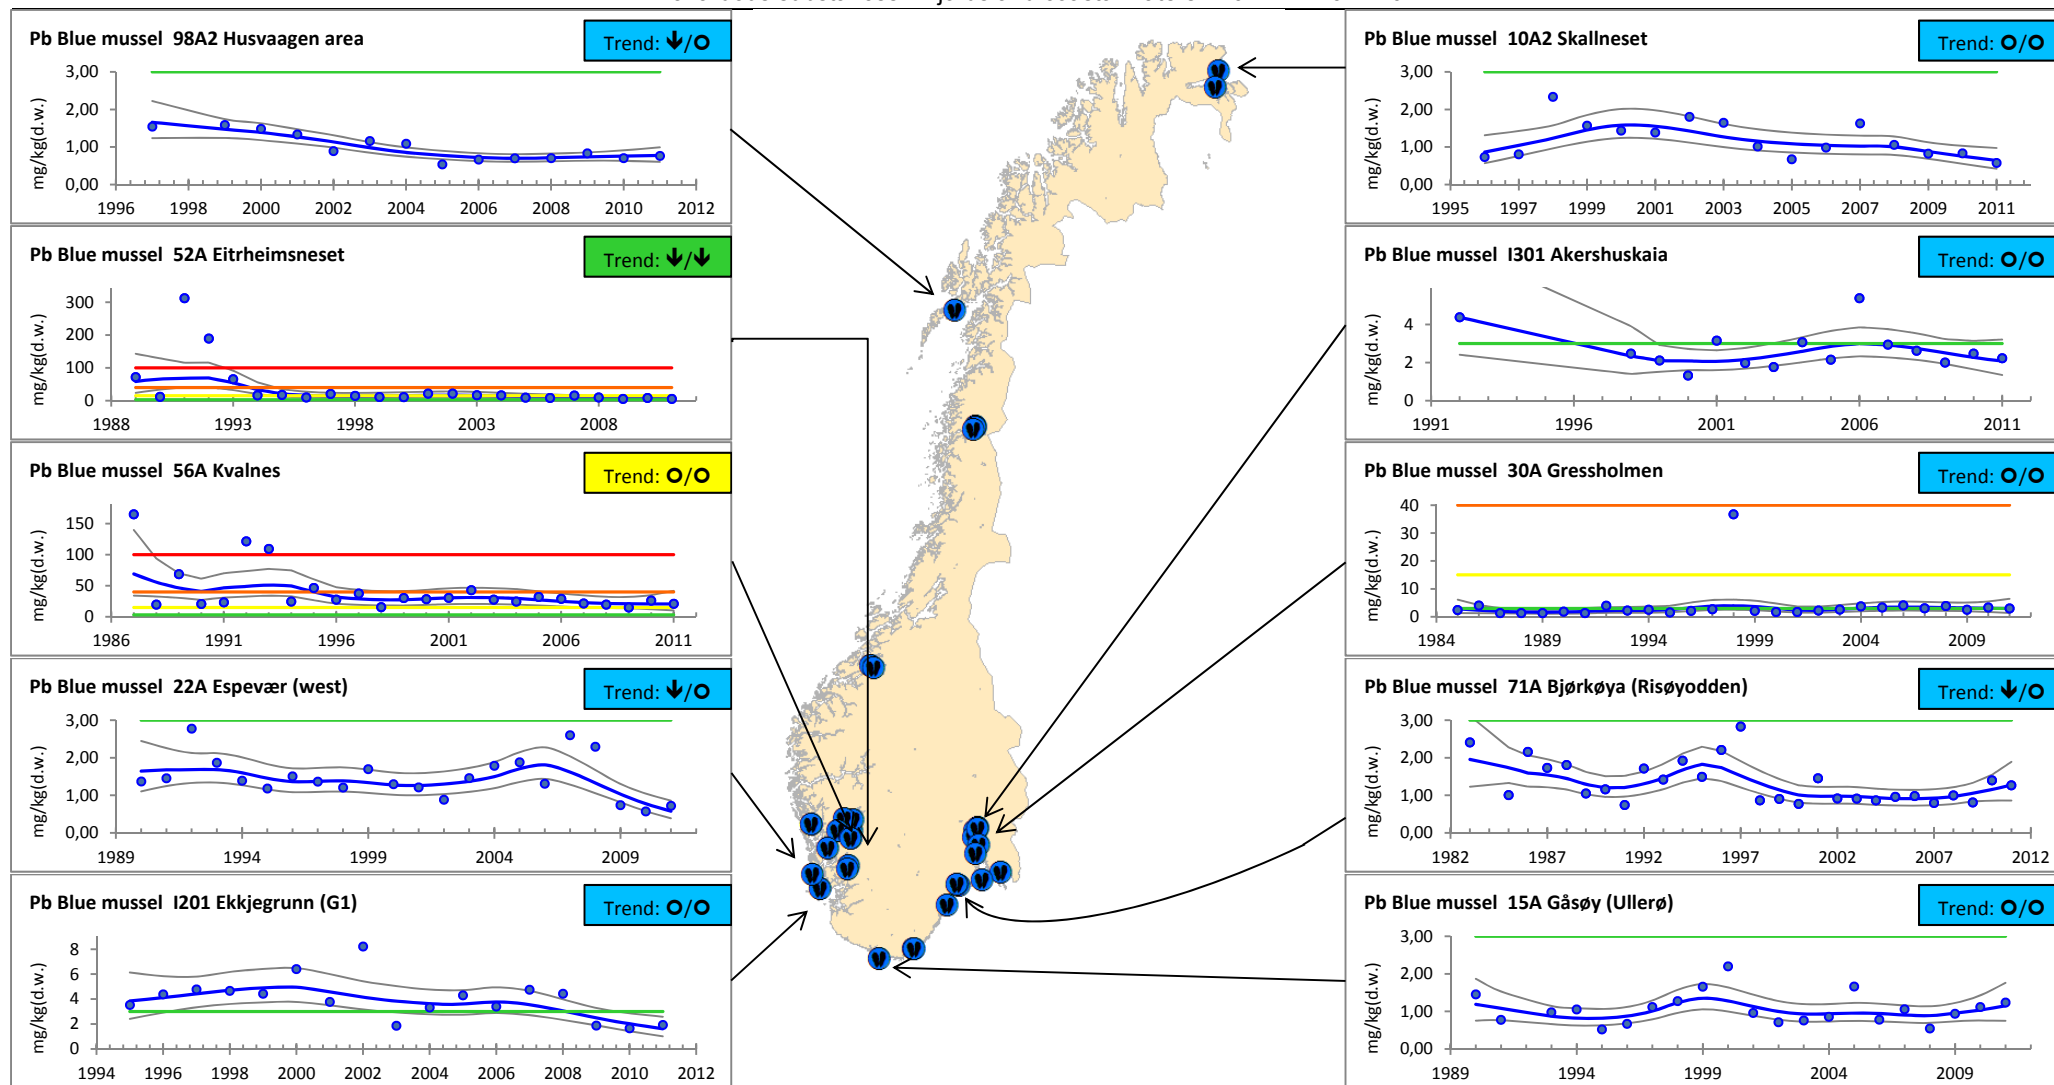 Pb Blue mussel 98A2 Husvaagen area
Trend: 🡻/O
mg/kg(d.w.)
3,00
2,00
1,00
0,00
1996 1998 2000 2002 2004 2006 2008 2010 2012
Pb Blue mussel 52A Eitrheimsneset
Trend: 🡻/🡻
mg/kg(d.w.)
300
200
100
0
1988 1993 1998 2003 2008
Pb Blue mussel 56A Kvalnes
Trend: O/O
mg/kg(d.w.)
150
100
50
0
1986 1991 1996 2001 2006 2011
Pb Blue mussel 22A Espevær (west)
Trend: 🡻/O
mg/kg(d.w.)
3,00
2,00
1,00
0,00
1989 1994 1999 2004 2009
Pb Blue mussel I201 Ekkjegrunn (G1)
Trend: O/O
mg/kg(d.w.)
8
6
4
2
0
1994 1996 1998 2000 2002 2004 2006 2008 2010 2012
Pb Blue mussel 10A2 Skallneset
Trend: O/O
mg/kg(d.w.)
3,00
2,00
1,00
0,00
1995 1997 1999 2001 2003 2005 2007 2009 2011
Pb Blue mussel I301 Akershuskaia
Trend: O/O
mg/kg(d.w.)
4
2
0
1991 1996 2001 2006 2011
Pb Blue mussel 30A Gressholmen
Trend: O/O
mg/kg(d.w.)
40
30
20
10
0
1984 1989 1994 1999 2004 2009
Pb Blue mussel 71A Bjørkøya (Risøyodden)
Trend: 🡻/O
mg/kg(d.w.)
3,00
2,00
1,00
0,00
1982 1987 1992 1997 2002 2007 2012
Pb Blue mussel 15A Gåsøy (Ullerø)
Trend: O/O
mg/kg(d.w.)
3,00
2,00
1,00
0,00
1989 1994 1999 2004 2009